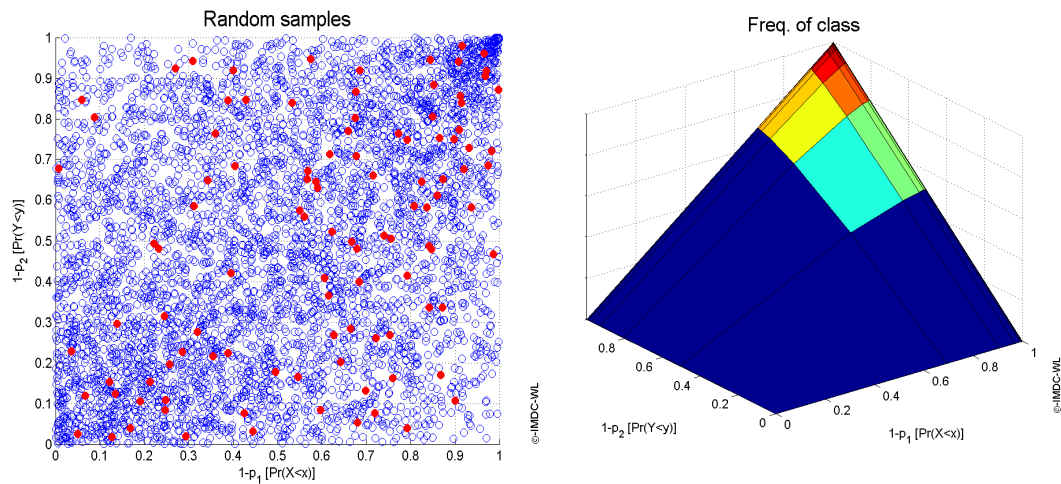 Random samples
1
0.9
0.8
0.7
0.6
0.5
0.4
0.3
0.2
0.1
0
1-p2 [Pr(Y<y)]
0 0.1 0.2 0.3 0.4 0.5 0.6 0.7 0.8 0.9 1
1-p1 [Pr(X<x)]
©-IMDC-WL
Freq. of class
0.8
0.6
0.4
0.2
0
1-p2 [Pr(Y<y)]
0
0.2
0.4
0.6
0.8
1
1-p1 [Pr(X<x)]
©-IMDC-WL